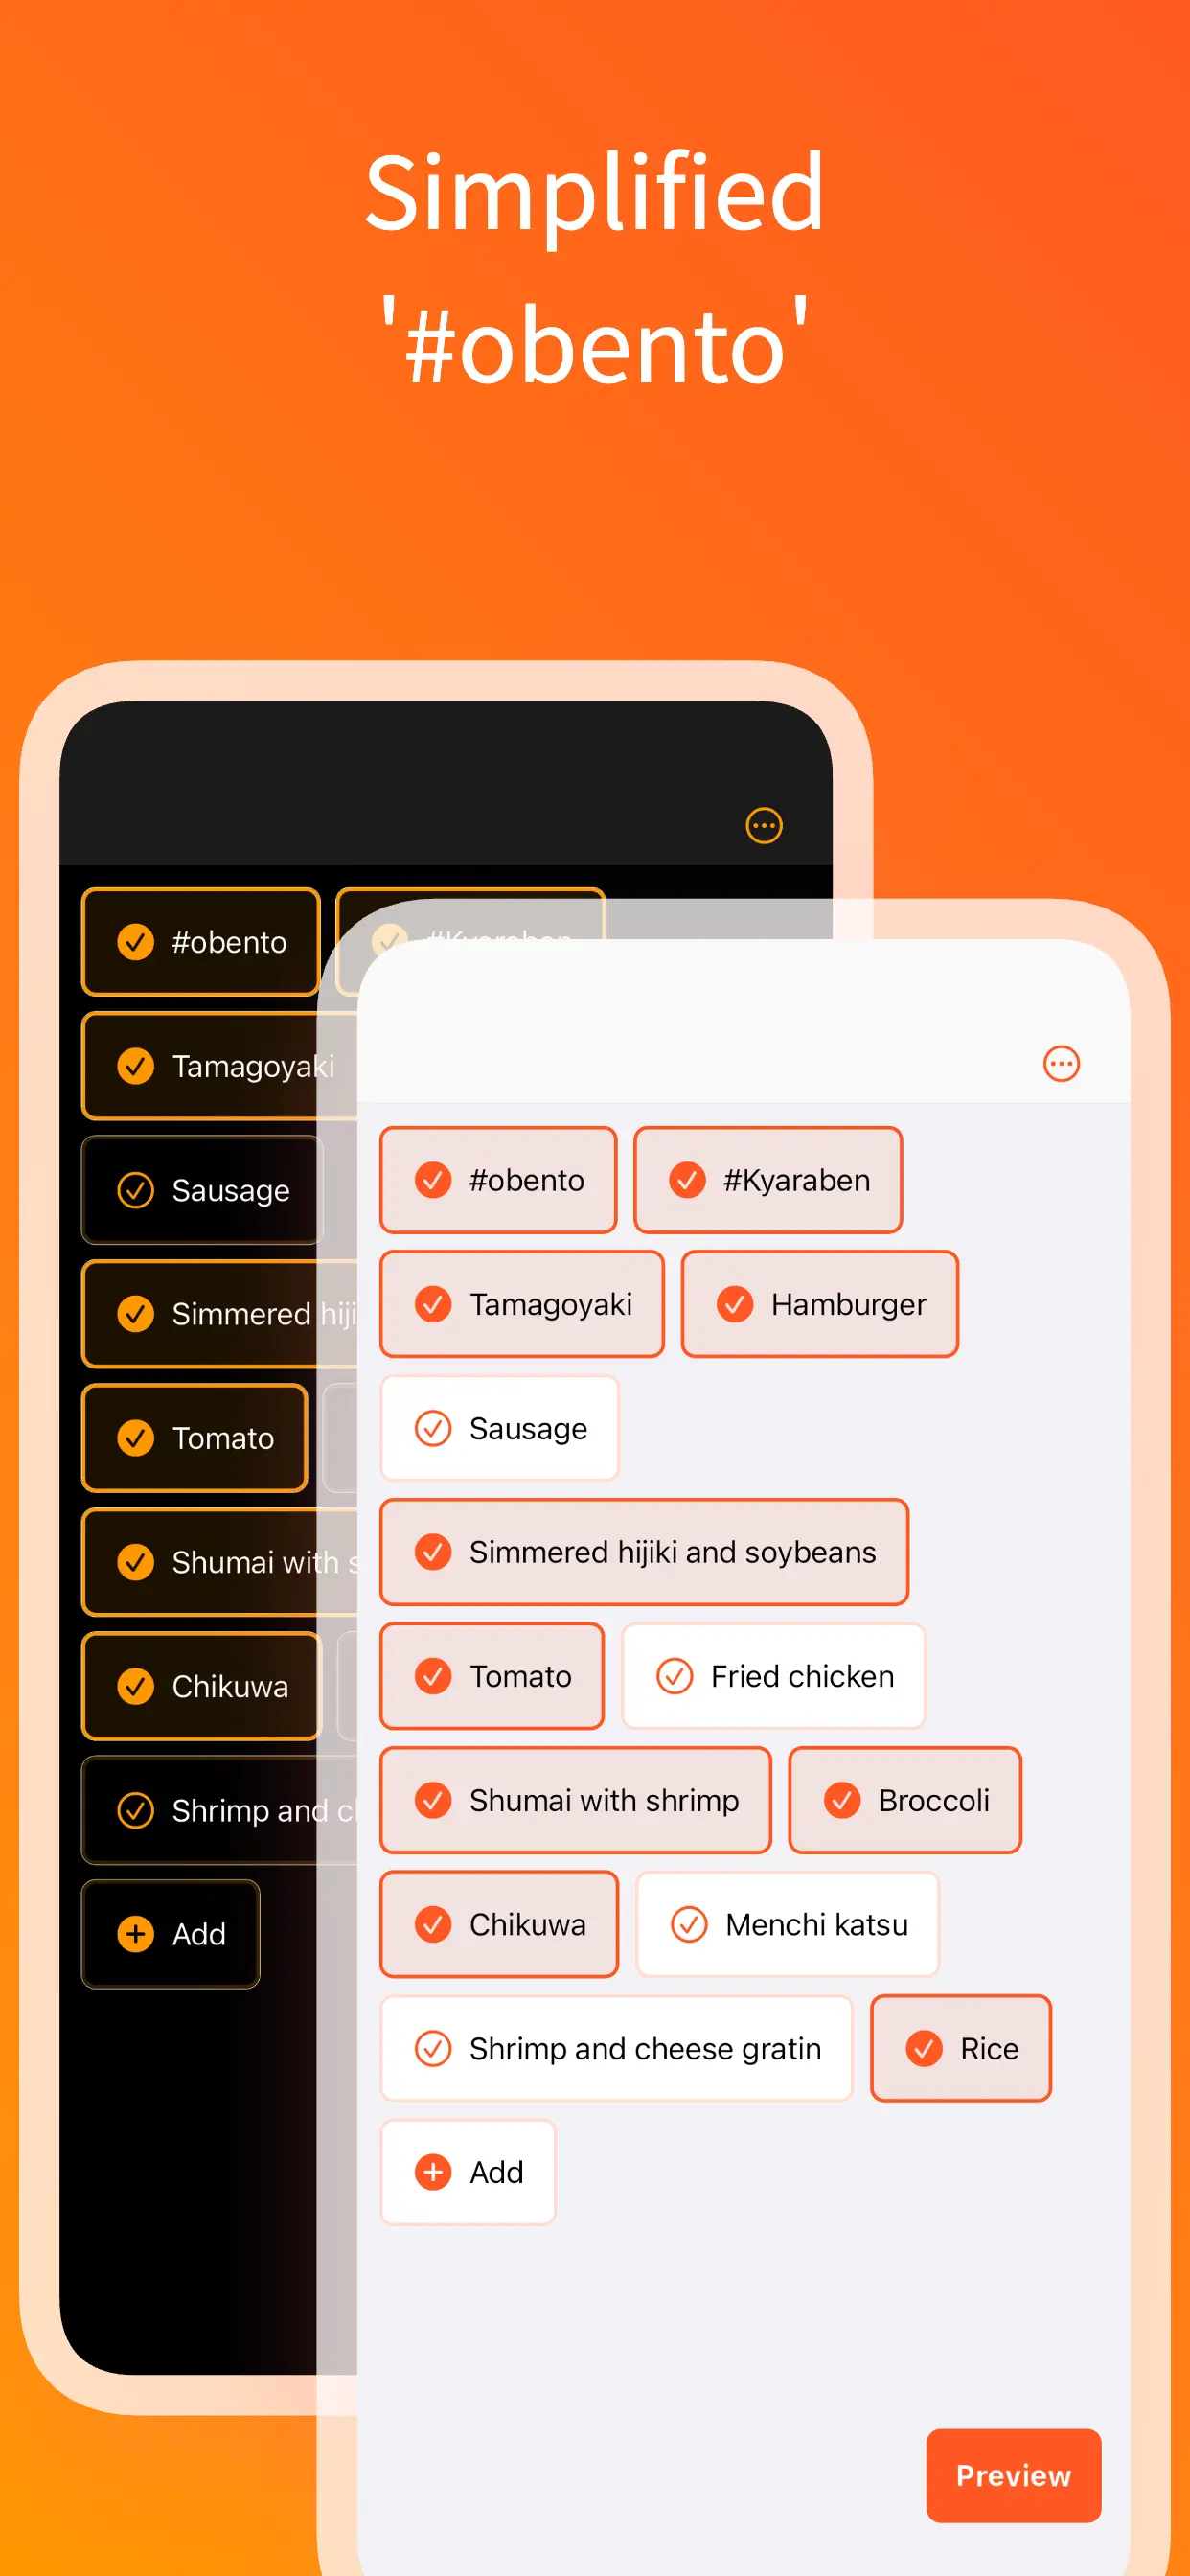 Simplified
'#obento'
#obento #Kyaraben
Tamagoyaki
Sausage
Simmered hiji
Tomato
Shumai with s
Chikuwa
Shrimp and c
Add
#obento #Kyaraben
Tamagoyaki Hamburger
Sausage
Simmered hijiki and soybeans
Tomato Fried chicken
Shumai with shrimp Broccoli
Chikuwa Menchi katsu
Shrimp and cheese gratin Rice
Add
Preview